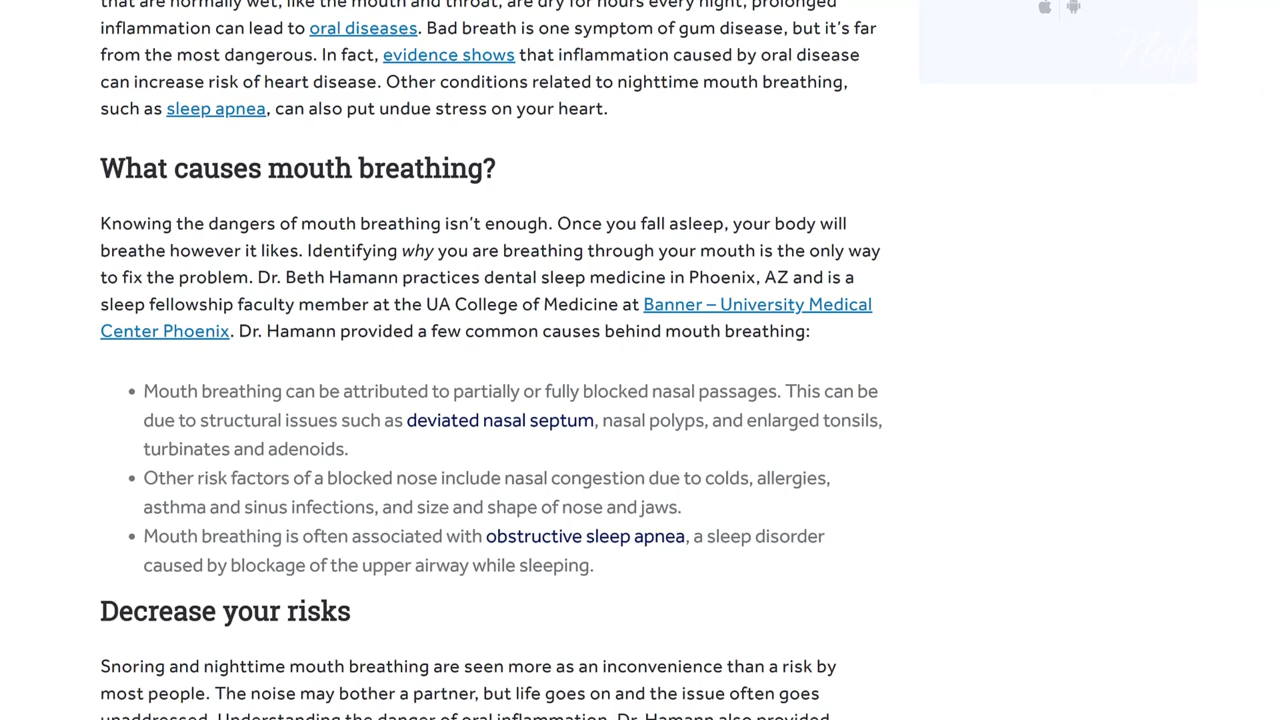 that are normally wet, like the mouth and throat, are dry for hours every night, prolonged
inflammation can lead to oral diseases. Bad breath is one symptom of gum disease, but it’s far
from the most dangerous. In fact, evidence shows that inflammation caused by oral disease
can increase risk of heart disease. Other conditions related to nighttime mouth breathing,
such as sleep apnea, can also put undue stress on your heart.
What causes mouth breathing?
Knowing the dangers of mouth breathing isn’t enough. Once you fall asleep, your body will
breathe however it likes. Identifying why you are breathing through your mouth is the only way
to fix the problem. Dr. Beth Hamann practices dental sleep medicine in Phoenix, AZ and is a
sleep fellowship faculty member at the UA College of Medicine at Banner – University Medical
Center Phoenix. Dr. Hamann provided a few common causes behind mouth breathing:
• Mouth breathing can be attributed to partially or fully blocked nasal passages. This can be
due to structural issues such as deviated nasal septum, nasal polyps, and enlarged tonsils,
turbinates and adenoids.
• Other risk factors of a blocked nose include nasal congestion due to colds, allergies,
asthma and sinus infections, and size and shape of nose and jaws.
• Mouth breathing is often associated with obstructive sleep apnea, a sleep disorder
caused by blockage of the upper airway while sleeping.
Decrease your risks
Snoring and nighttime mouth breathing are seen more as an inconvenience than a risk by
most people. The noise may bother a partner, but life goes on and the issue often goes
unaddressed. Understanding the danger of oral inflammation, Dr. Hamann also provided